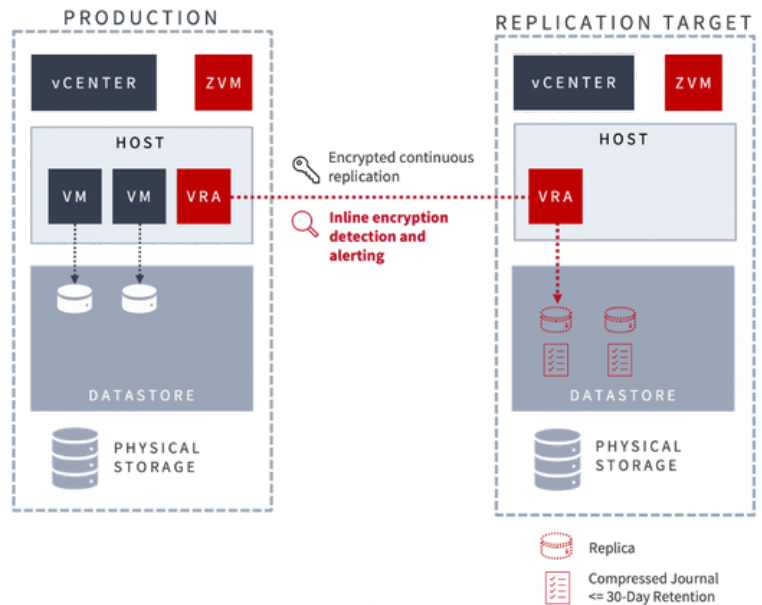 PRODUCTION
vCENTER
ZVM
HOST
VM
VM
VRA
DATASTORE
PHYSICAL
STORAGE
Encrypted continuous
replication
Inline encryption
detection and
alerting
REPLICATION TARGET
vCENTER
ZVM
HOST
VRA
DATASTORE
PHYSICAL
STORAGE
Replica
Compressed Journal
<= 30-Day Retention